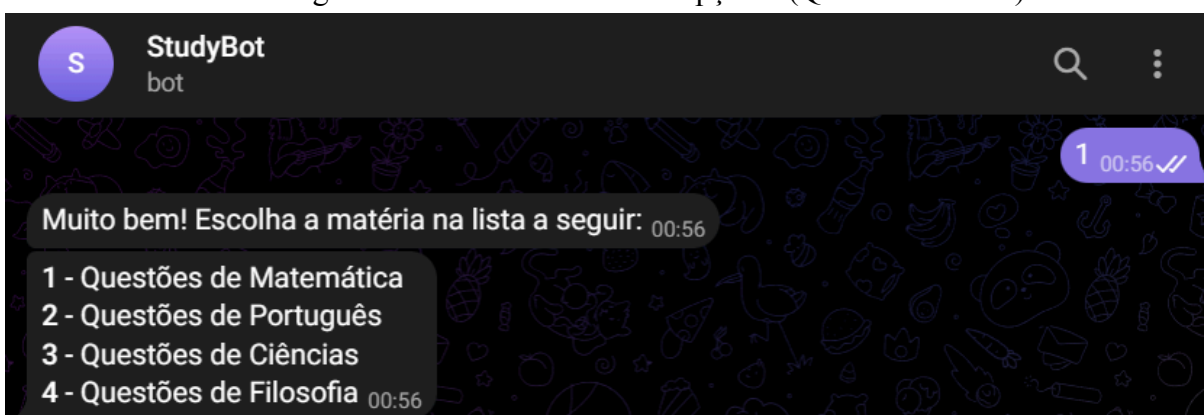 S
StudyBot
bot
1 00:56
Muito bem! Escolha a matéria na lista a seguir: 00:56
1 - Questões de Matemática
2 - Questões de Português
3 - Questões de Ciências
4 - Questões de Filosofia 00:56